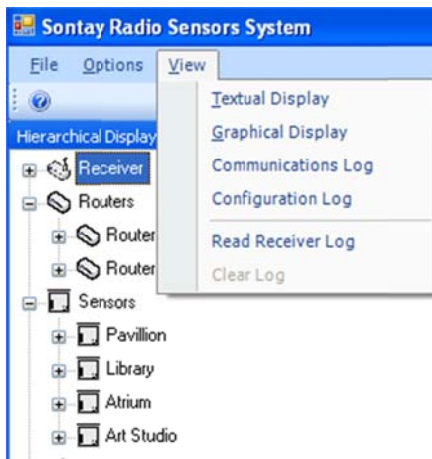 Sontay Radio Sensors System
File Options View
Textual Display
Graphical Display
Communications Log
Configuration Log
Read Receiver Log
Clear Log
Hierarchical Display
Receiver
Routers
Router
Router
Sensors
Pavillion
Library
Atrium
Art Studio